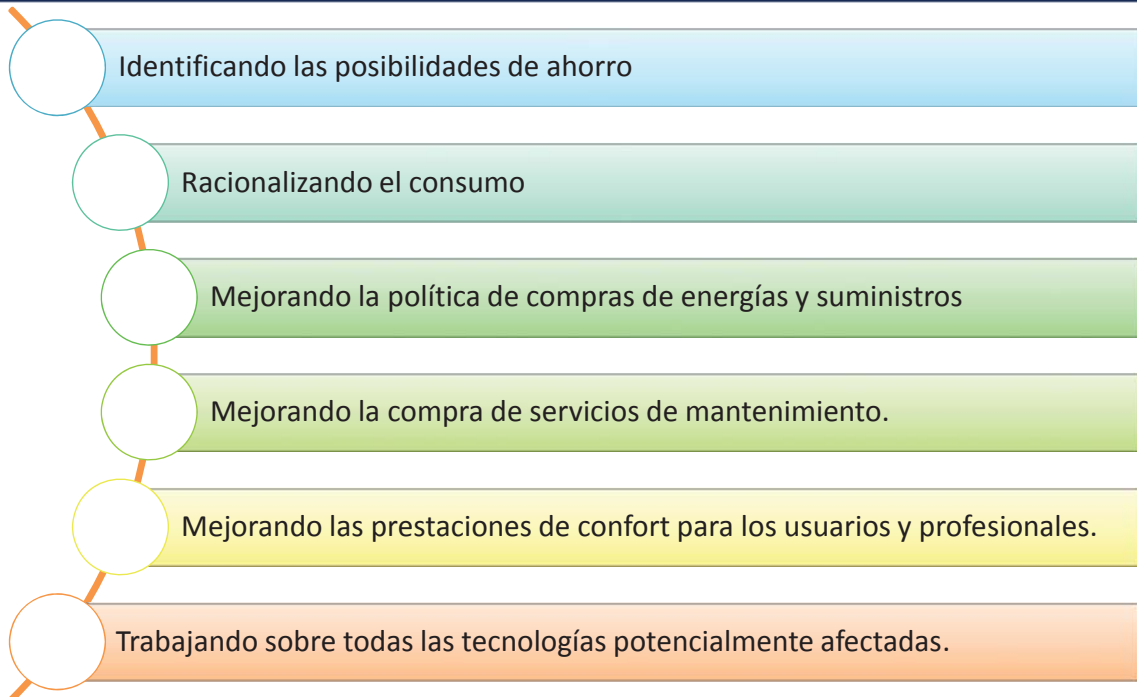 Identificando las posibilidades de ahorro
Racionalizando el consumo
Mejorando la política de compras de energías y suministros
Mejorando la compra de servicios de mantenimiento.
Mejorando las prestaciones de confort para los usuarios y profesionales.
Trabajando sobre todas las tecnologías potencialmente afectadas.